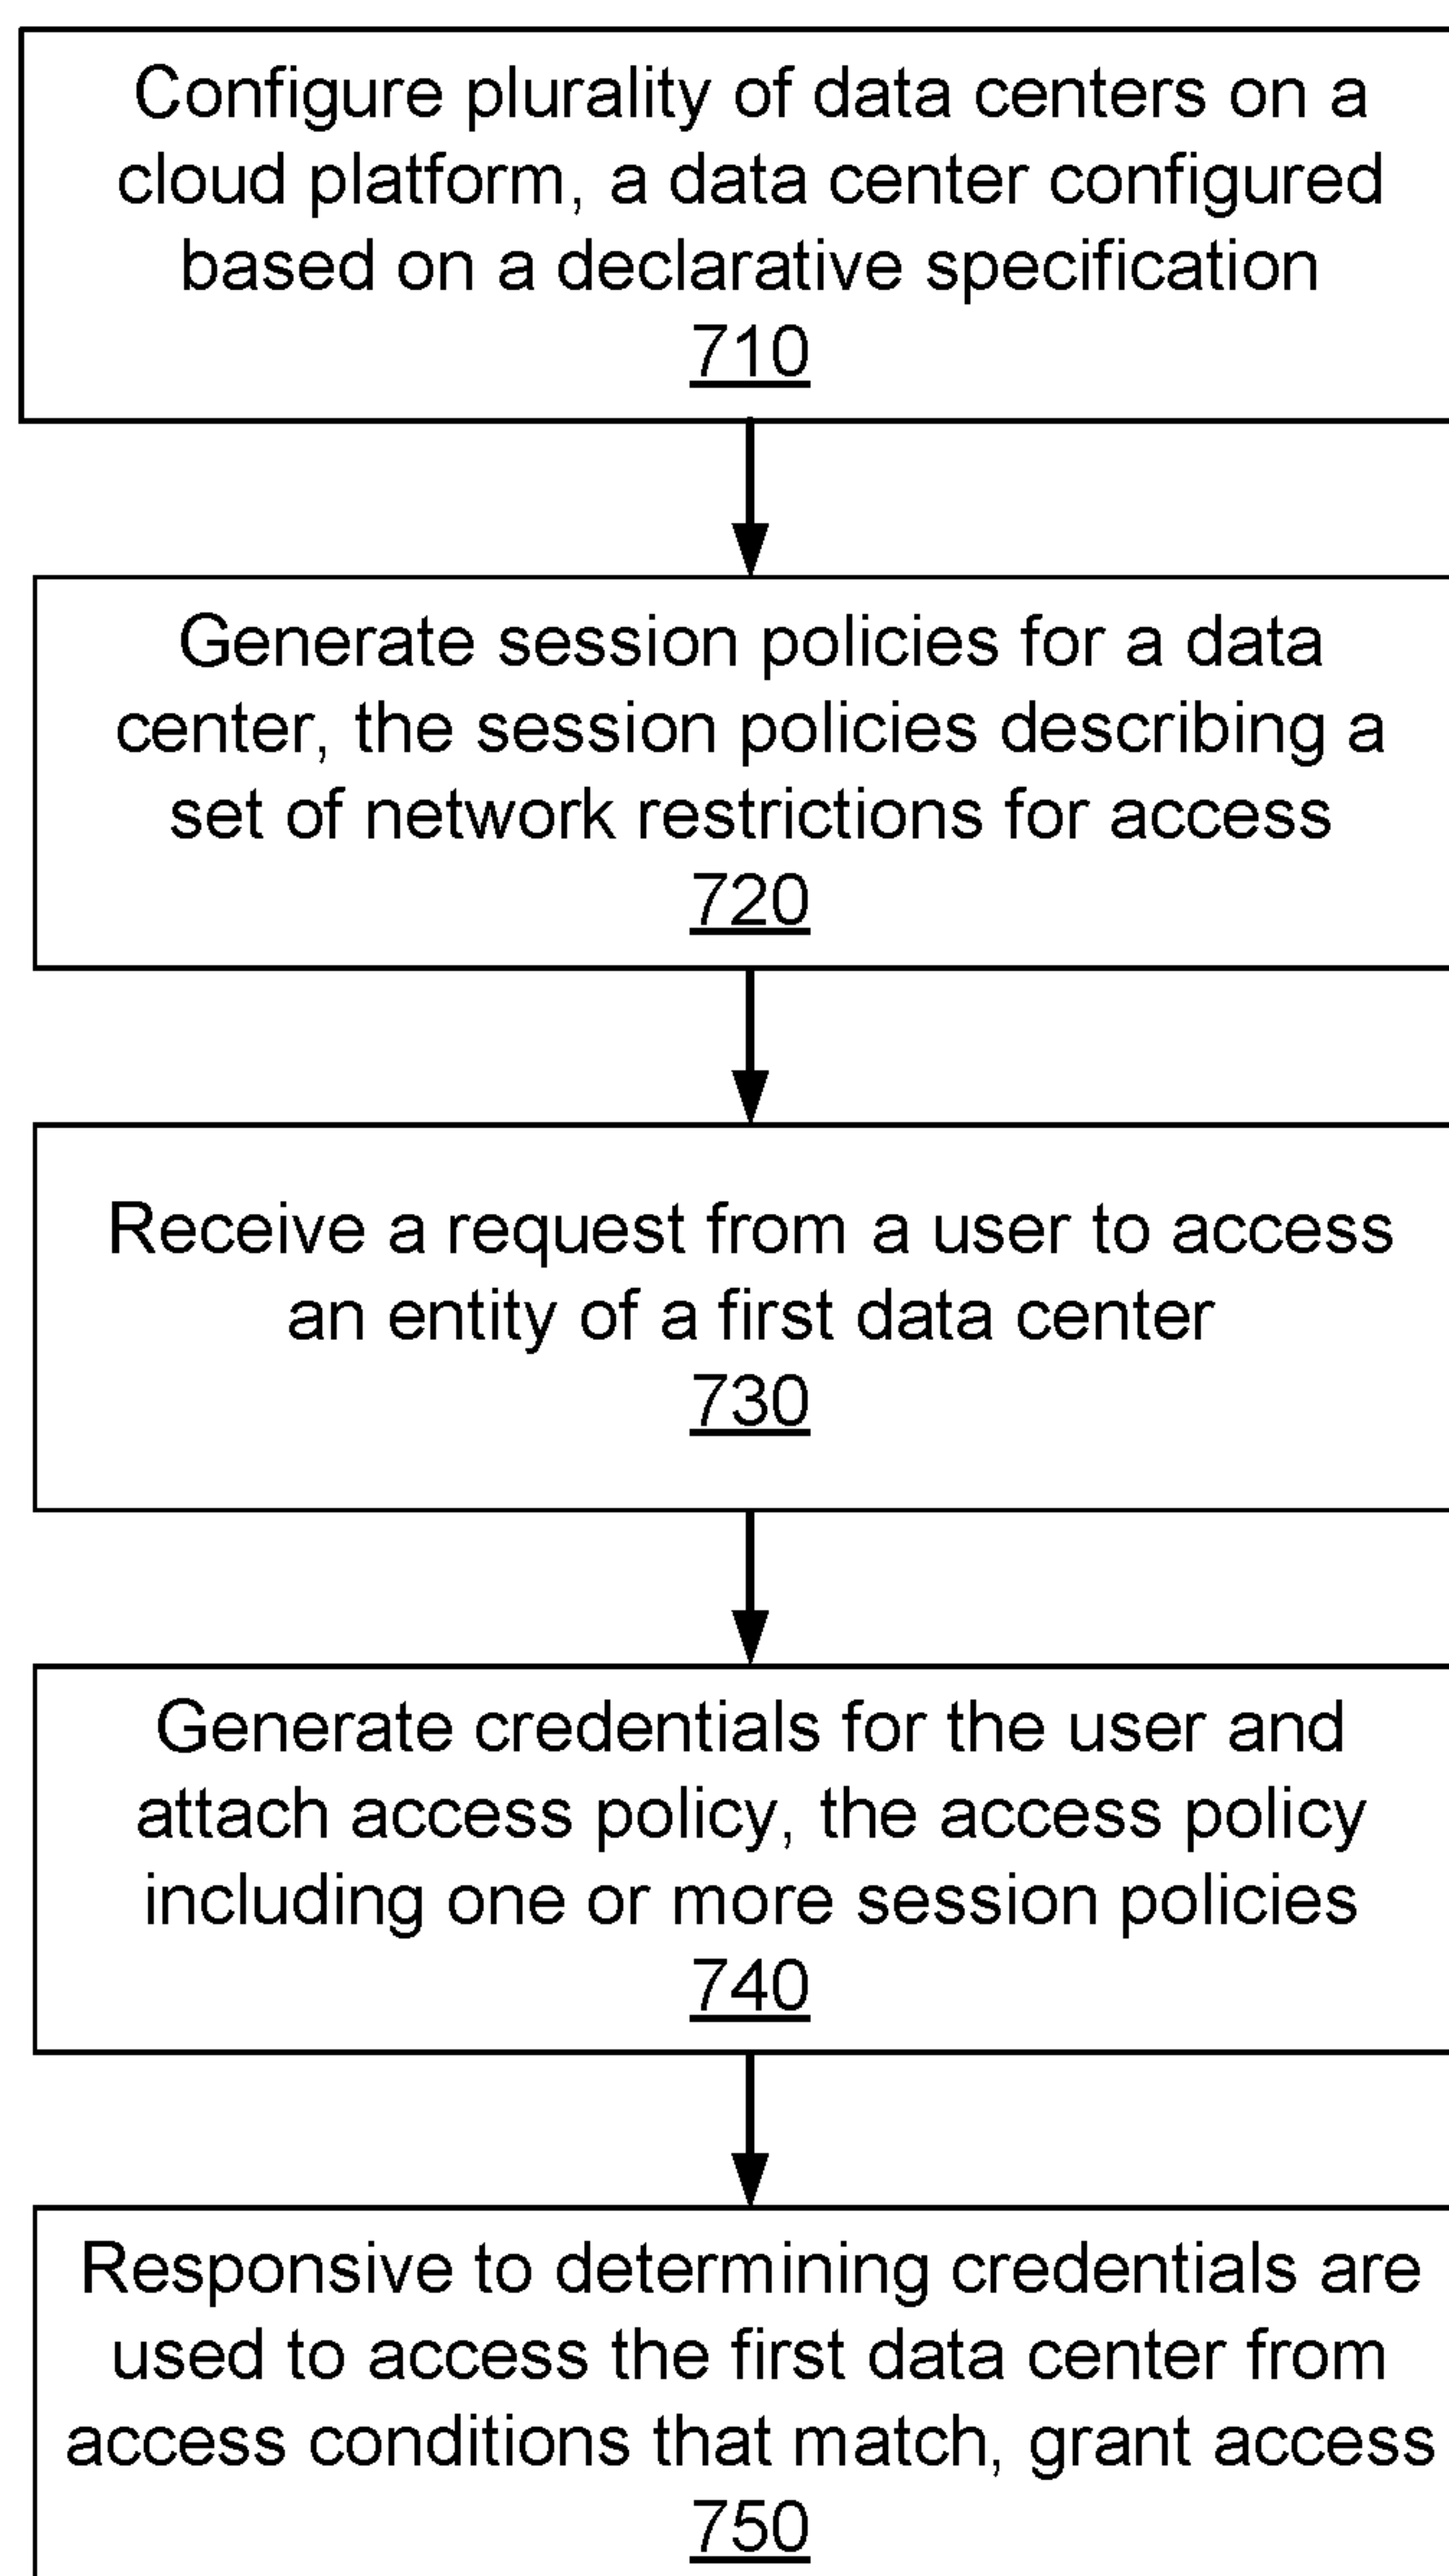 Configure plurality of data centers on a
cloud platform, a data center configured
based on a declarative specification
710
Generate session policies for a data
center, the session policies describing a
set of network restrictions for access
720
Receive a request from a user to access
an entity of a first data center
730
Generate credentials for the user and
attach access policy, the access policy
including one or more session policies
740
Responsive to determining credentials are
used to access the first data center from
access conditions that match, grant access
750